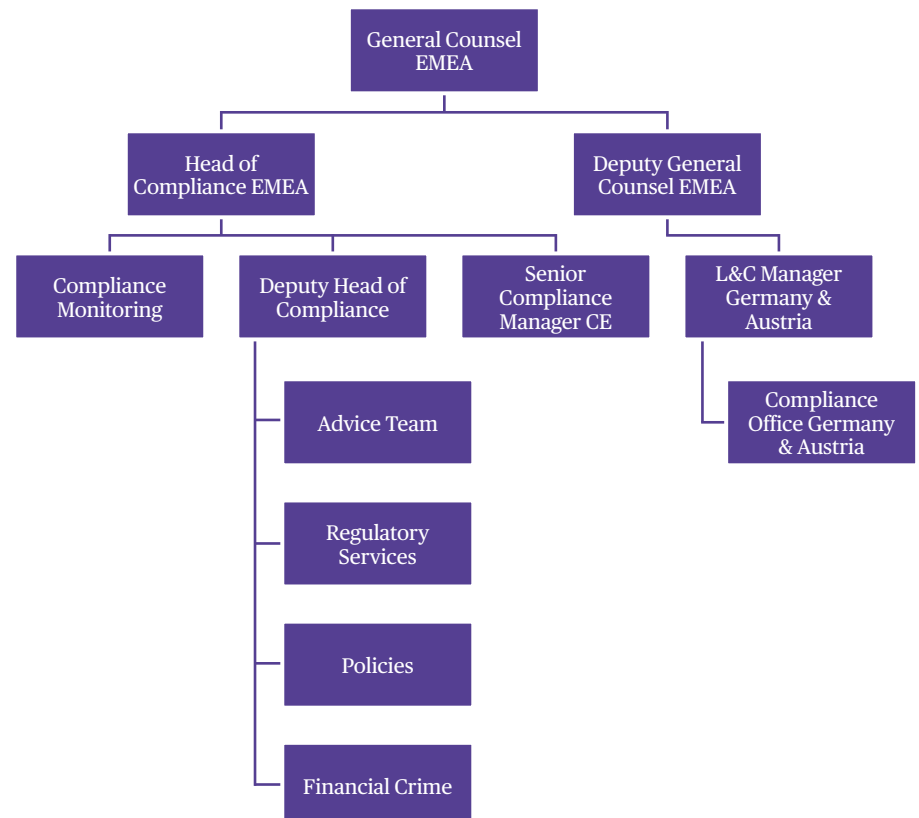 General Counsel
EMEA
Head of
Compliance EMEA
Deputy General
Counsel EMEA
Compliance
Monitoring
Deputy Head of
Compliance
Senior
Compliance
Manager CE
L&C Manager
Germany &
Austria
Advice Team
Regulatory
Services
Policies
Financial Crime
Compliance
Office Germany
& Austria